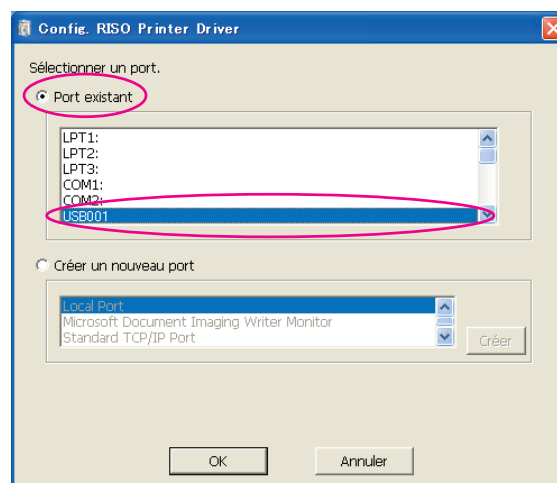 Config. RISO Printer Driver
Sélectionner un port.
Port existant
LPT1:
LPT2:
LPT3:
COM1:
COM2:
USB001
Créer un nouveau port
Local Port
Microsoft Document Imaging Writer Monitor
Standard TCP/IP Port
Créer
OK
Annuler